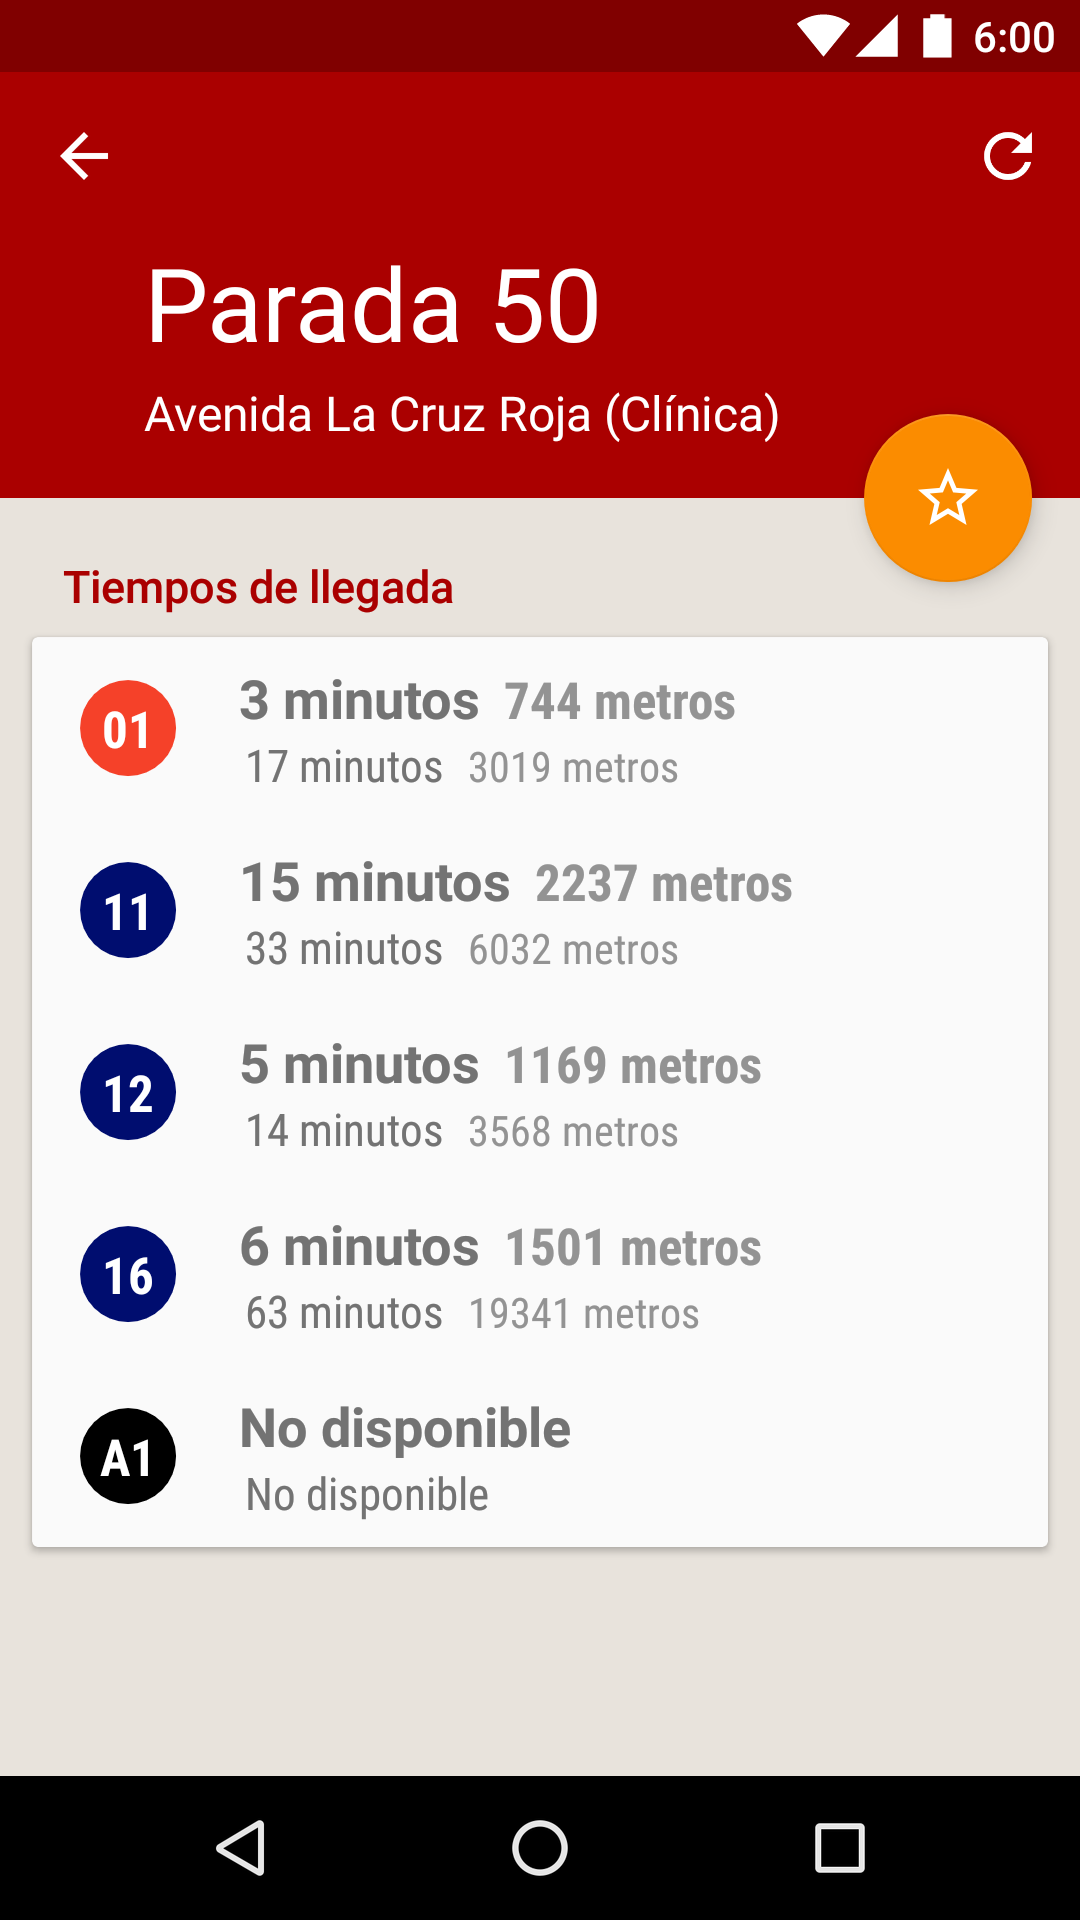 6:00
Parada 50
Avenida La Cruz Roja (Clínica)
Tiempos de llegada
01 3 minutos 744 metros
17 minutos 3019 metros
11 15 minutos 2237 metros
33 minutos 6032 metros
12 5 minutos 1169 metros
14 minutos 3568 metros
16 6 minutos 1501 metros
63 minutos 19341 metros
A1 No disponible
No disponible